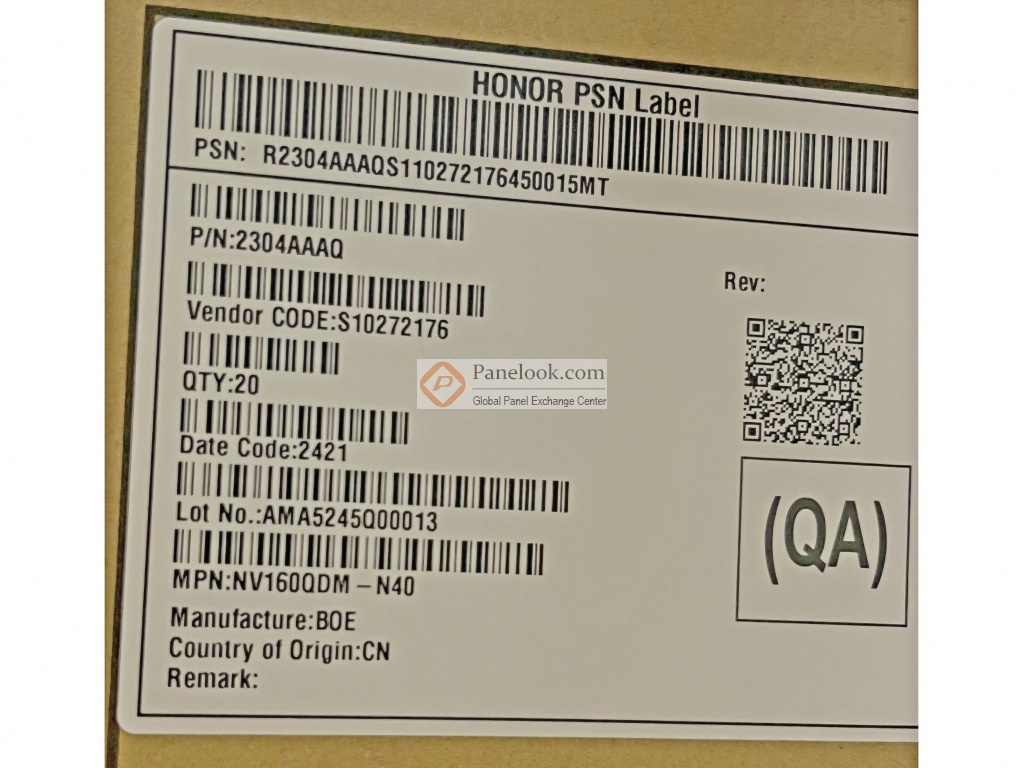 HONOR PSN Label
PSN: R2304AAAQS110272176450015MT
P/N:2304AAAQ
Rev:
Vendor CODE:S10272176
QTY:20
Panelook.com
Global Panel Exchange Center
Date Code:2421
Lot No.:AMA5245Q00013
(QA)
MPN:NV160QDM-N40
Manufacture:BOE
Country of Origin:CN
Remark: